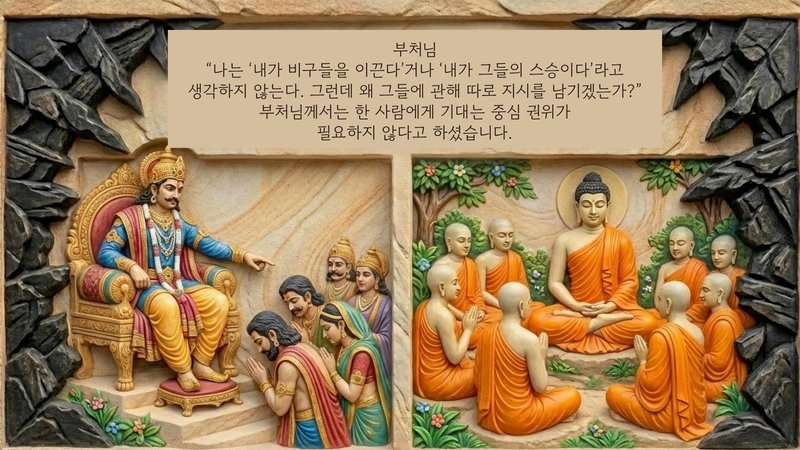 부처님
“나는 ‘내가 비구들을 이끈다’거나 ‘내가 그들의 스승이다’라고
생각하지 않는다. 그런데 왜 그들에 관해 따로 지시를 남기겠는가?”
부처님께서는 한 사람에게 기대는 중심 권위가
필요하지 않다고 하셨습니다.